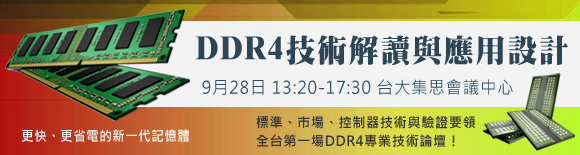 DDR4技術解讀與應用設計
9月28日 13:20-17:30 台大集思會議中心
標準、市場、控制器技術與驗證要領
全台第一場DDR4專業技術論壇！
更快、更省電的新一代記憶體